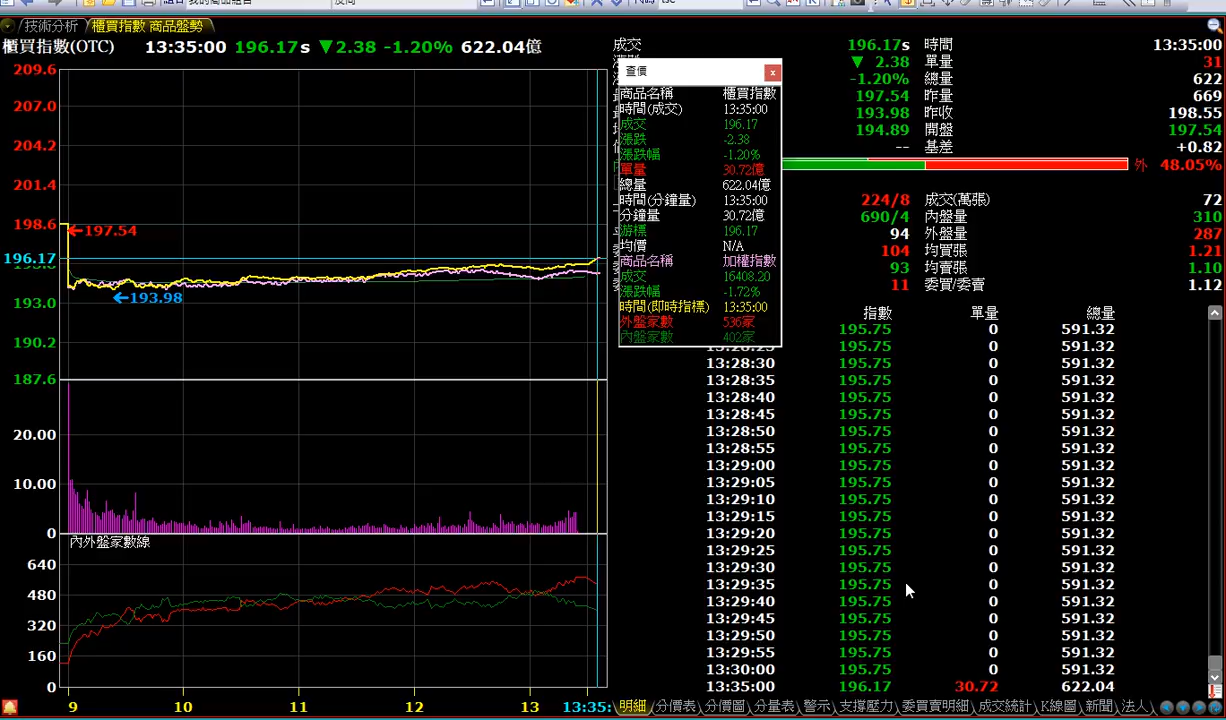 技術分析 櫃買指數 商品盤勢
櫃買指數(OTC) 13:35:00 196.17s ▼2.38 -1.20% 622.04億
209.6
207.0
204.2
201.4
198.6
196.17
193.0
190.2
187.6
←197.54
←193.98
20.00
10.00
0
內外盤家數線
640
480
320
160
0
9 10 11 12 13 13:35:
查價 x
商品名稱 櫃買指數
時間(成交) 13:35:00
成交 196.17
漲跌 -2.38
漲跌幅 -1.20%
單量 30.72億
總量 622.04億
時間(分鐘量) 13:35:00
分鐘量 30.72億
游標 196.17
均價 N/A
商品名稱 加權指數
成交 16408.20
漲跌幅 -1.72%
時間(即時指標) 13:35:00
外盤家數 536家
內盤家數 402家
成交 196.17s 時間 13:35:00
▼ 2.38 單量 31
-1.20% 總量 622
197.54 昨量 669
193.98 昨收 198.55
194.89 開盤 197.54
-- 基差 +0.82
外 48.05%
224/8 成交(萬張) 72
690/4 內盤量 310
94 外盤量 287
104 均買張 1.21
93 均賣張 1.10
11 委買/委賣 1.12
指數 單量 總量
195.75 0 591.32
13:28:25 195.75 0 591.32
13:28:30 195.75 0 591.32
13:28:35 195.75 0 591.32
13:28:40 195.75 0 591.32
13:28:45 195.75 0 591.32
13:28:50 195.75 0 591.32
13:28:55 195.75 0 591.32
13:29:00 195.75 0 591.32
13:29:05 195.75 0 591.32
13:29:10 195.75 0 591.32
13:29:15 195.75 0 591.32
13:29:20 195.75 0 591.32
13:29:25 195.75 0 591.32
13:29:30 195.75 0 591.32
13:29:35 195.75 0 591.32
13:29:40 195.75 0 591.32
13:29:45 195.75 0 591.32
13:29:50 195.75 0 591.32
13:29:55 195.75 0 591.32
13:30:00 195.75 0 591.32
13:35:00 196.17 30.72 622.04
明細 分價表 分價圖 分量表 警示 支撐壓力 委買賣明細 成交統計 K線圖 新聞 法人